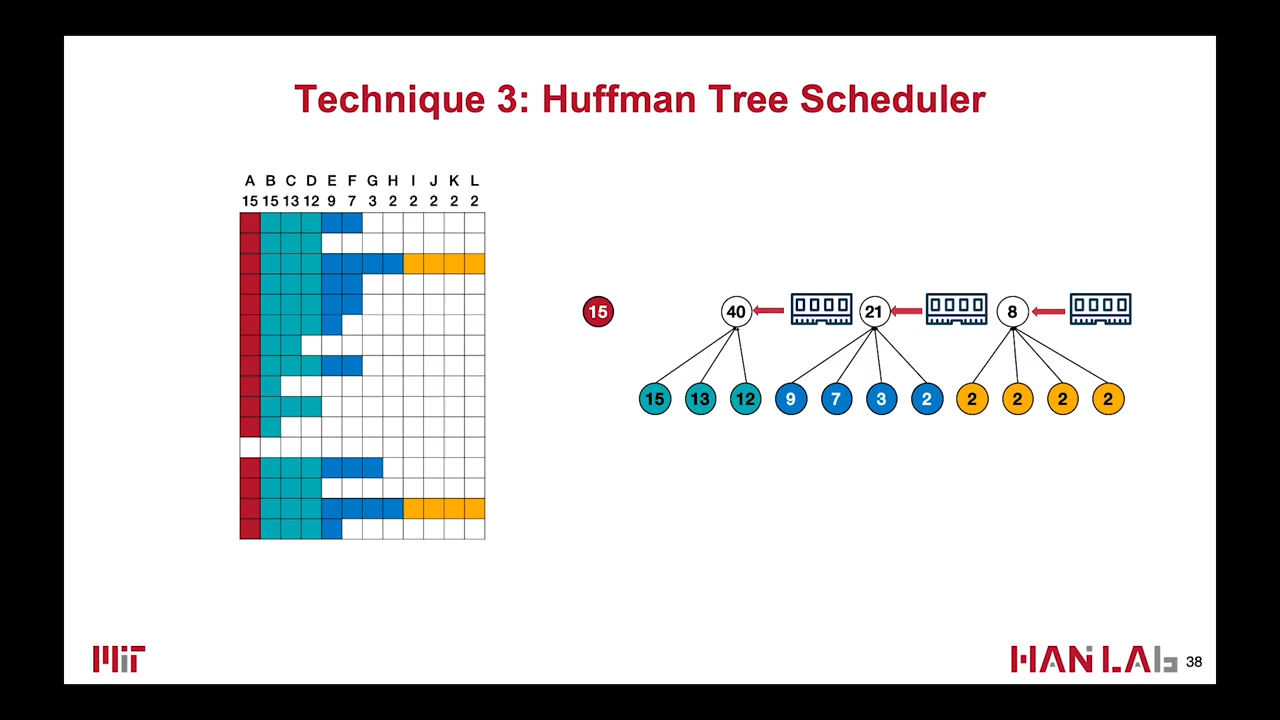 Technique 3: Huffman Tree Scheduler
A B C D E F G H I J K L
15 15 13 12 9 7 3 2 2 2 2 2
15 40 21 8
15 13 12 9 7 3 2 2 2 2 2
MIT
HAN LAb 38